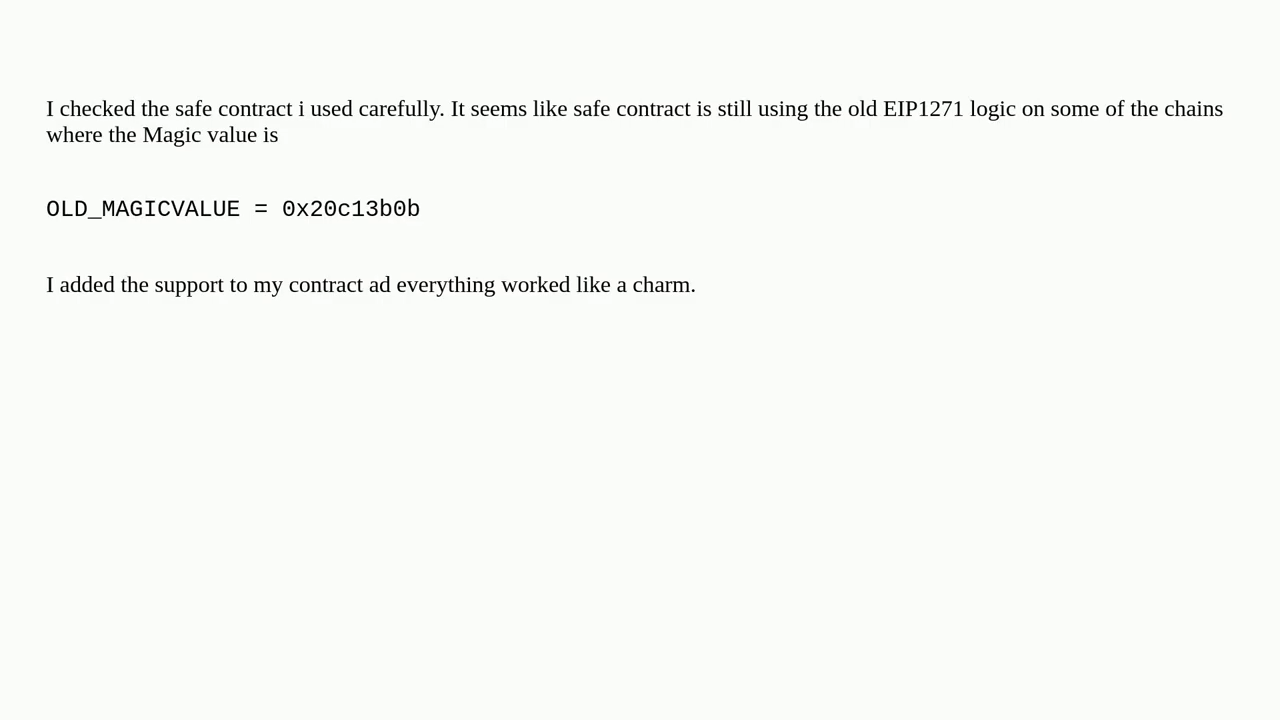 I checked the safe contract i used carefully. It seems like safe contract is still using the old EIP1271 logic on some of the chains
where the Magic value is
OLD_MAGICVALUE = 0x20c13b0b
I added the support to my contract ad everything worked like a charm.